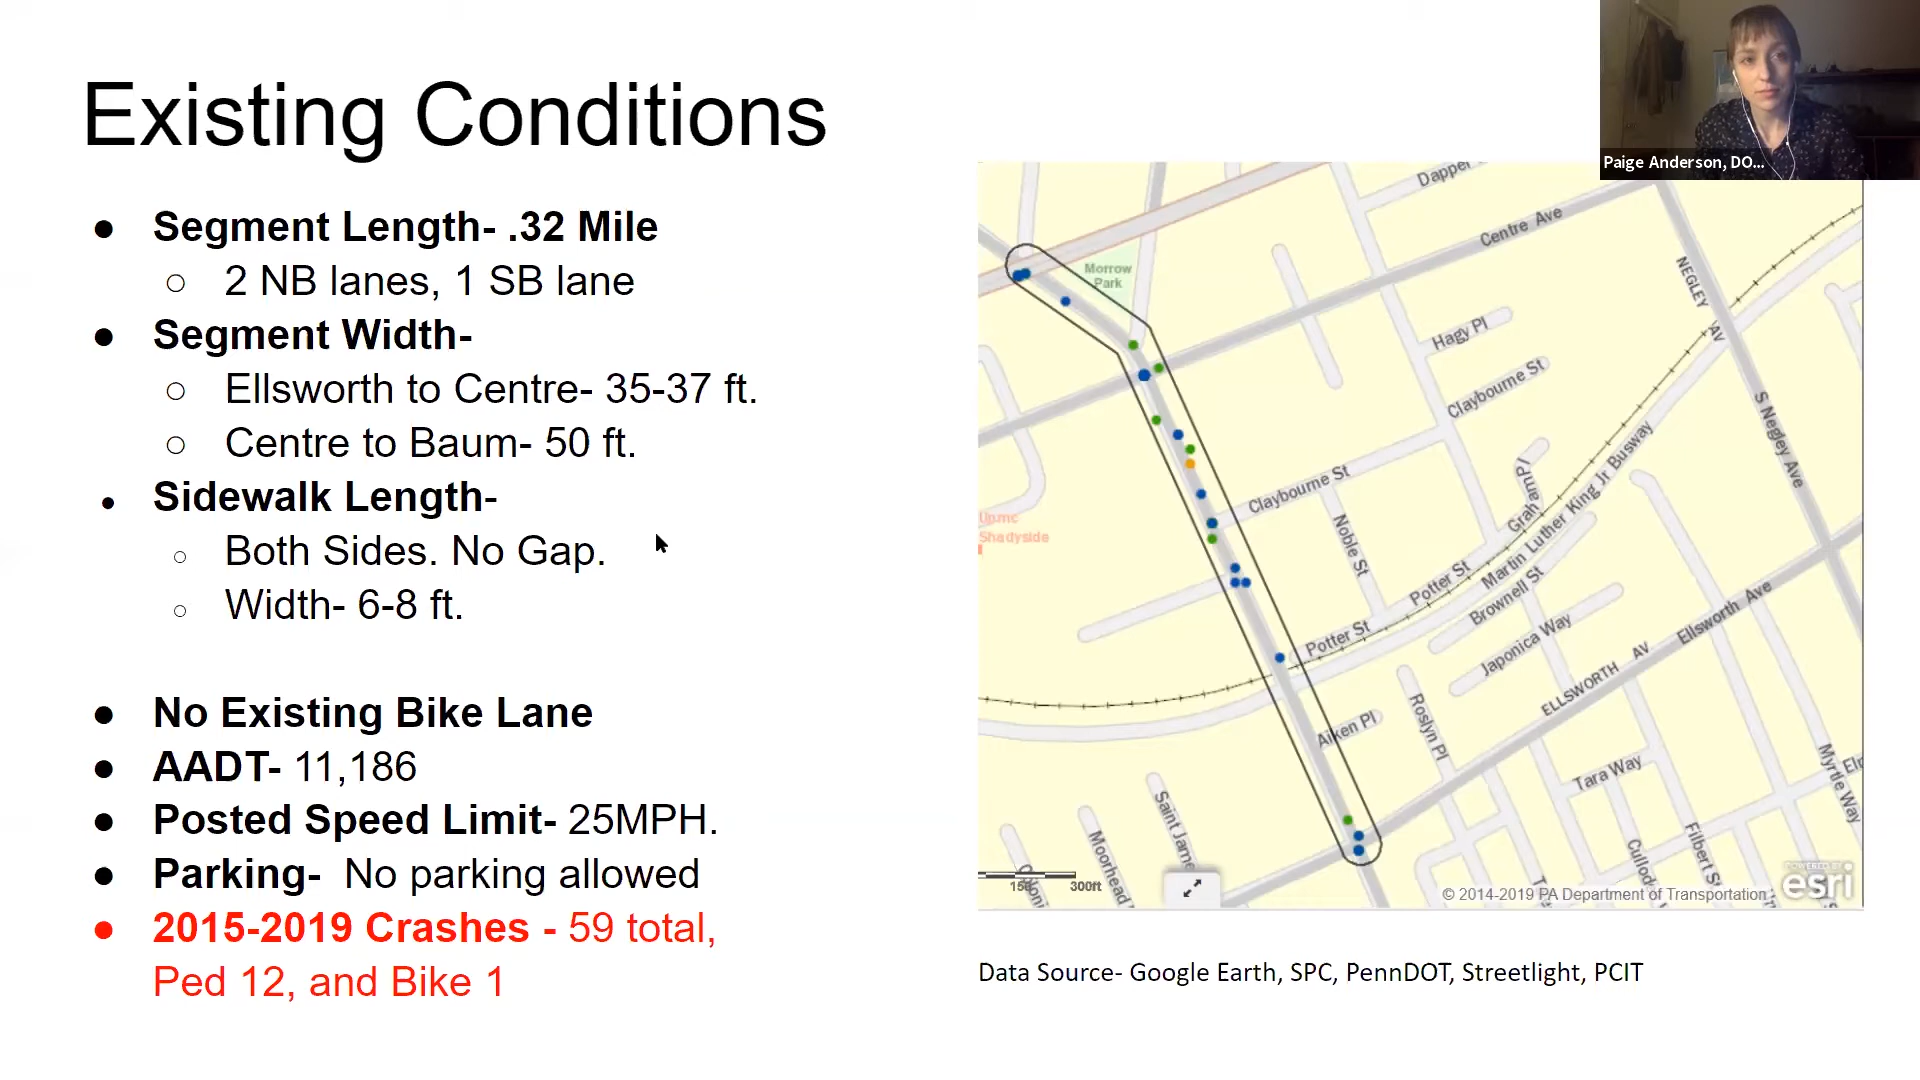 Existing Conditions
Paige Anderson, DO...
● Segment Length- .32 Mile
○ 2 NB lanes, 1 SB lane
● Segment Width-
○ Ellsworth to Centre- 35-37 ft.
○ Centre to Baum- 50 ft.
● Sidewalk Length-
○ Both Sides. No Gap.
○ Width- 6-8 ft.
● No Existing Bike Lane
● AADT- 11,186
● Posted Speed Limit- 25MPH.
● Parking- No parking allowed
● 2015-2019 Crashes - 59 total,
Ped 12, and Bike 1
Dapper
Centre Ave
Morrow
Park
NEGLEY AV
Hagy Pl
Claybourne St
S Negley Ave
Claybourne St
Upmc
Shadyside
Noble St
Graham Pl
Martin Luther King Jr Busway
Potter St
Brownell St
Potter St
Japonica Way
Ellsworth Ave
ELLSWORTH AV
Aiken Pl
Roslyn Pl
Tara Way
Myrtle Way
Saint Jame
Moorhead
Filbert S
Cullo
300ft
© 2014-2019 PA Department of Transportation
POWERED BY
esri
Data Source- Google Earth, SPC, PennDOT, Streetlight, PCIT